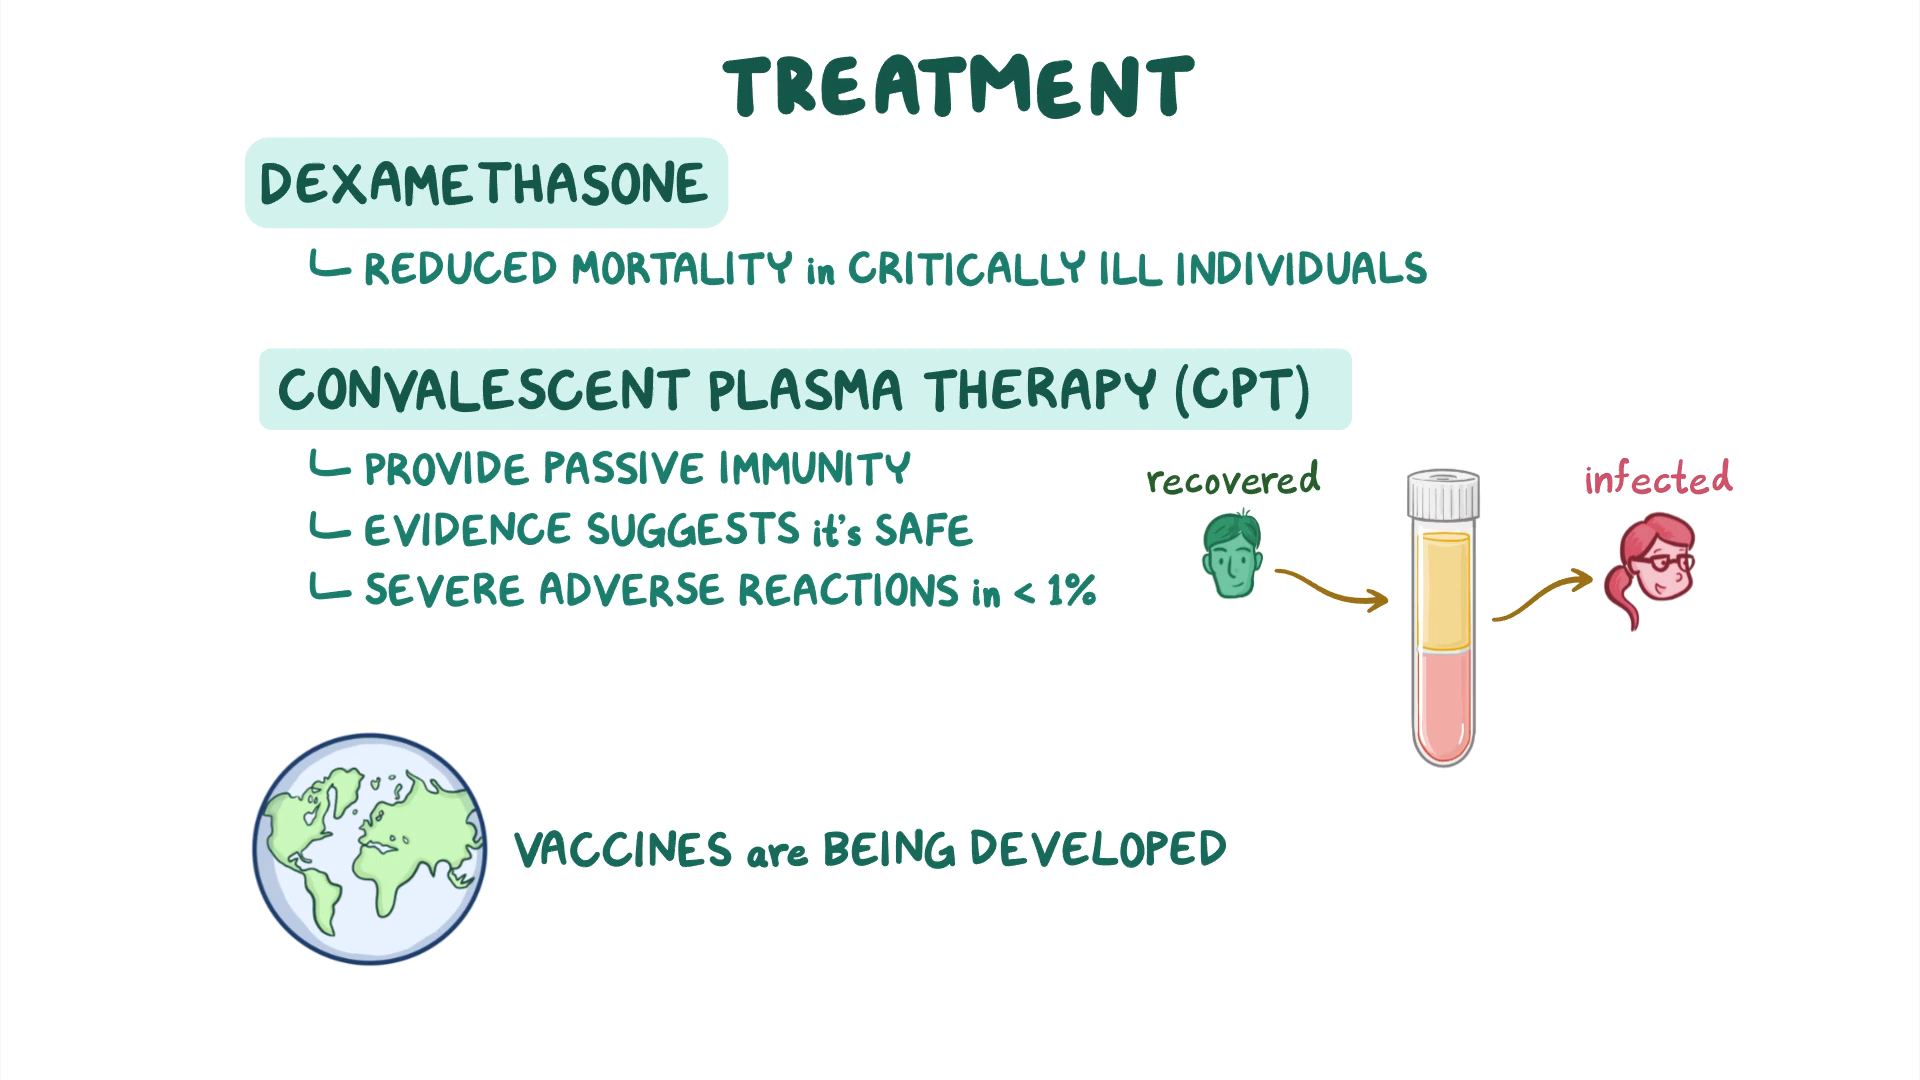 TREATMENT
DEXAMETHASONE
REDUCED MORTALITY in CRITICALLY ILL INDIVIDUALS
CONVALESCENT PLASMA THERAPY (CPT)
PROVIDE PASSIVE IMMUNITY
EVIDENCE SUGGESTS it's SAFE
SEVERE ADVERSE REACTIONS in < 1%
recovered
infected
VACCINES are BEING DEVELOPED